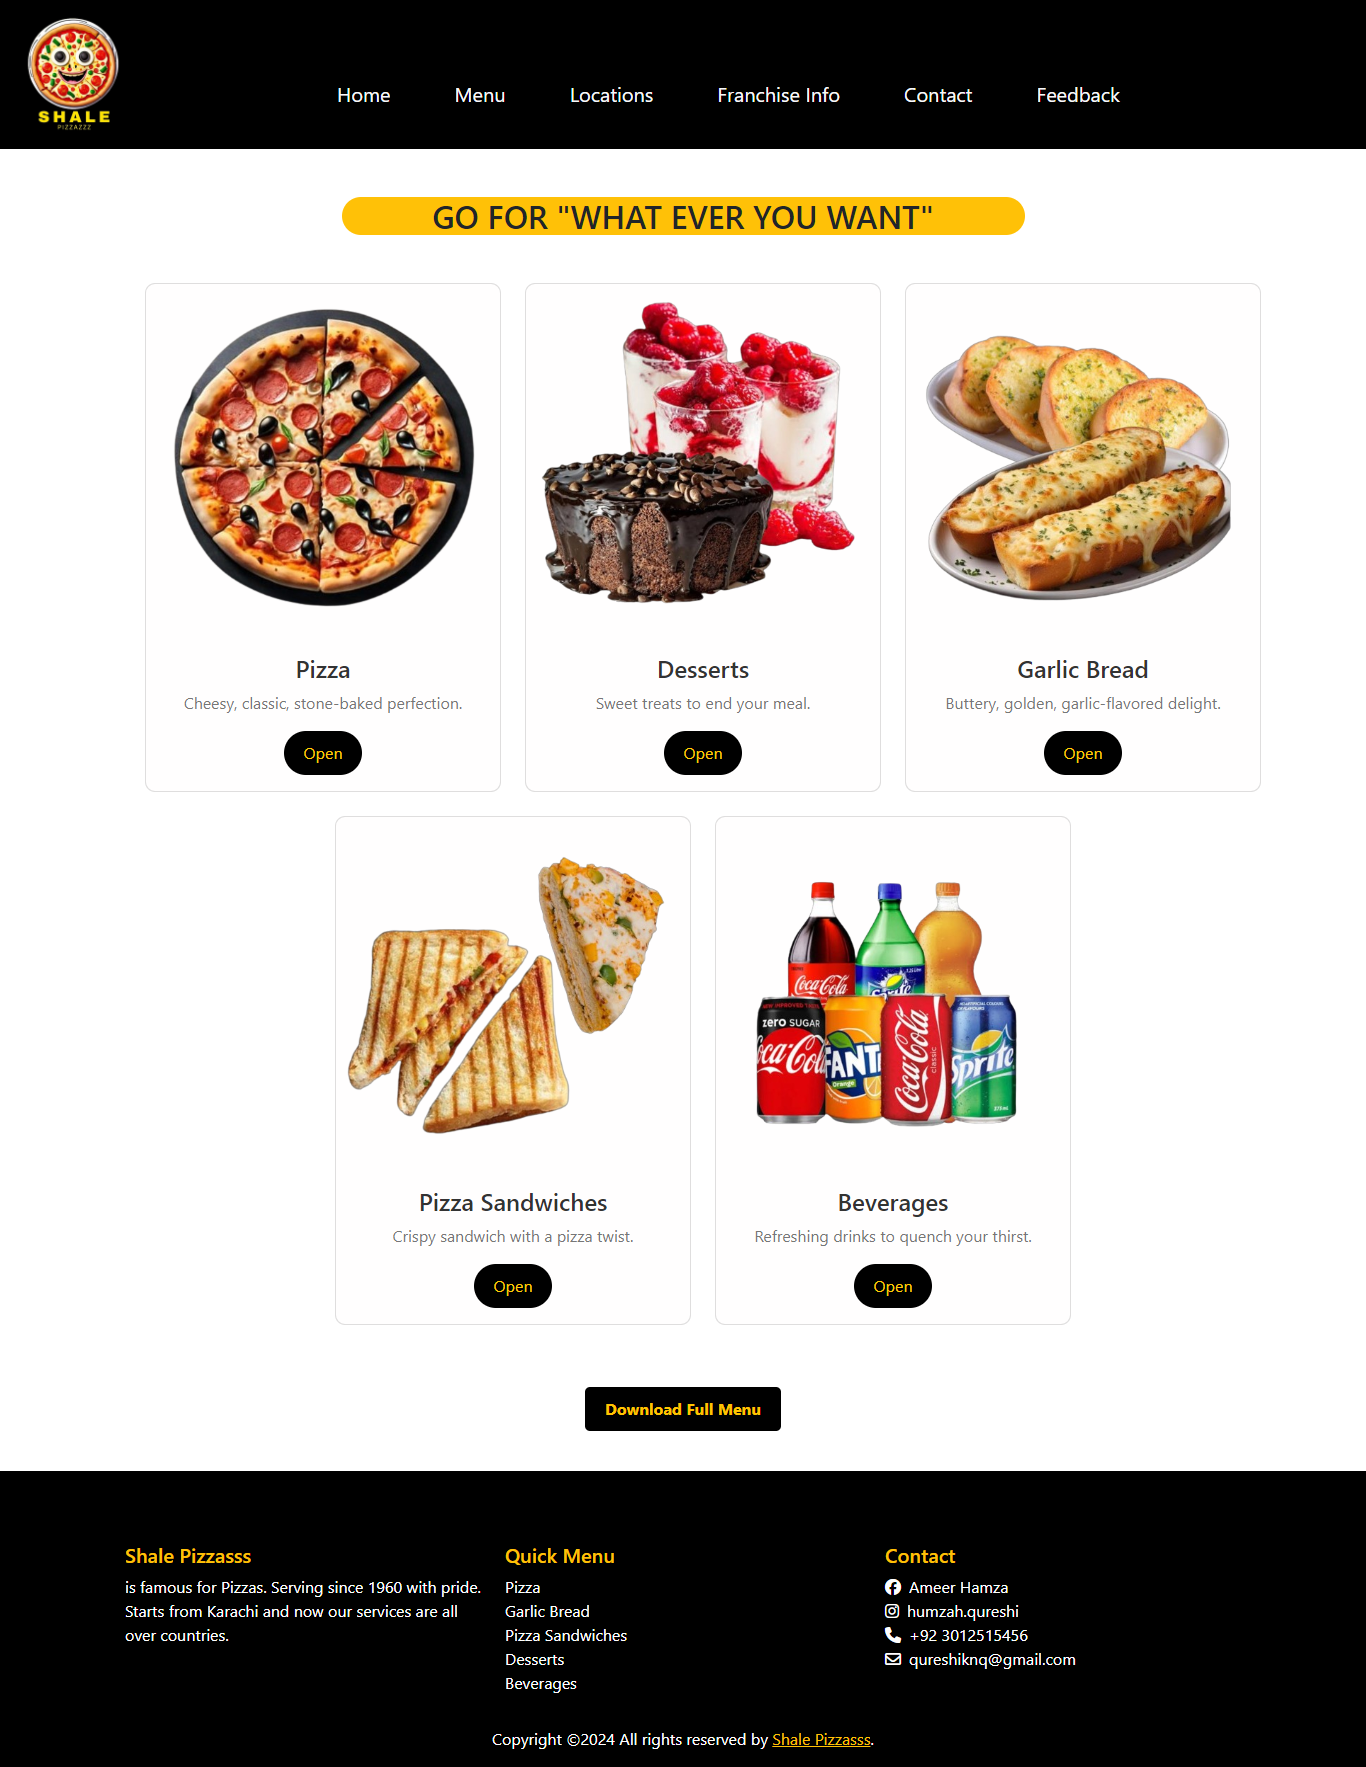 SHALE
PIZZAZZZ
Home Menu Locations Franchise Info Contact Feedback
GO FOR "WHAT EVER YOU WANT"
Pizza
Cheesy, classic, stone-baked perfection.
Open
Desserts
Sweet treats to end your meal.
Open
Garlic Bread
Buttery, golden, garlic-flavored delight.
Open
Pizza Sandwiches
Crispy sandwich with a pizza twist.
Open
Coca-Cola
Sprite
zero SUGAR
Coca-Cola
FANTA
Orange
Coca-Cola
classic
Sprite
Beverages
Refreshing drinks to quench your thirst.
Open
Download Full Menu
Shale Pizzasss
is famous for Pizzas. Serving since 1960 with pride.
Starts from Karachi and now our services are all
over countries.
Quick Menu
Pizza
Garlic Bread
Pizza Sandwiches
Desserts
Beverages
Contact
Ameer Hamza
humzah.qureshi
+92 3012515456
qureshiknq@gmail.com
Copyright ©2024 All rights reserved by Shale Pizzasss.